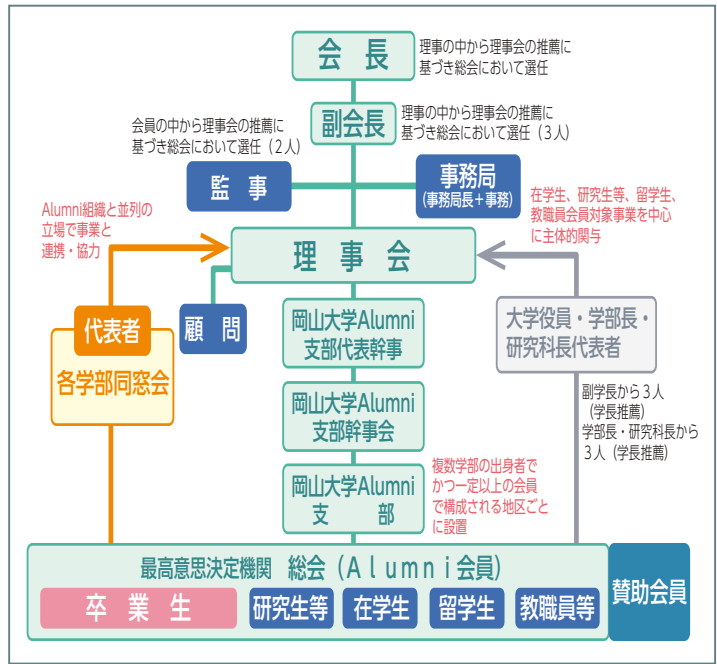 会長
理事の中から理事会の推薦に
基づき総会において選任
副会長
理事の中から理事会の推薦に
基づき総会において選任(3人)
会員の中から理事会の推薦に
基づき総会において選任(2人)
監事
事務局
(事務局長+事務)
Alumni組織と並列の
立場で事業と
連携・協力
在学生、研究生等、留学生、
教職員会員対象事業を中心
に主体的関与
理事会
代表者
各学部同窓会
顧問
岡山大学Alumni
支部代表幹事
大学役員・学部長・
研究科長代表者
岡山大学Alumni
支部幹事会
副学長から3人
(学長推薦)
学部長・研究科長から
3人(学長推薦)
岡山大学Alumni
支部
複数学部の出身者で
かつ一定以上の会員
で構成される地区ごと
に設置
最高意思決定機関 総会(Alumni会員)
卒業生
研究生等
在学生
留学生
教職員等
賛助会員